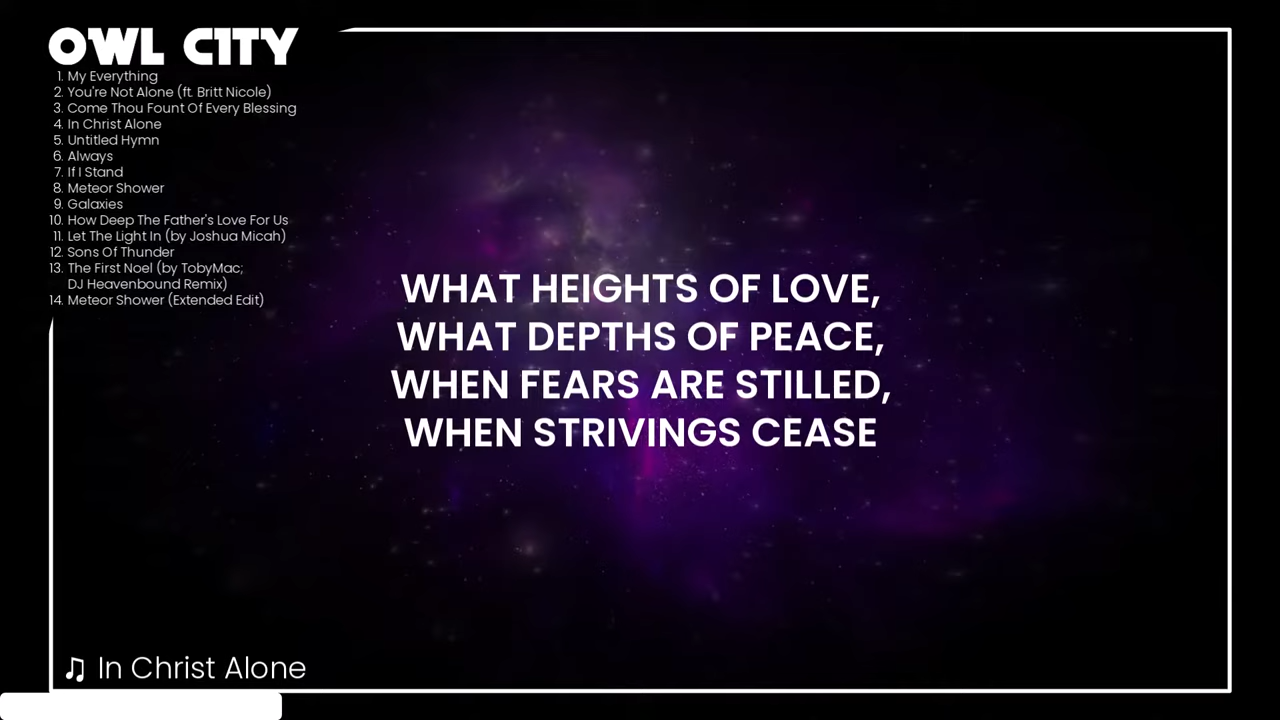 OWL CITY
1. My Everything
2. You're Not Alone (ft. Britt Nicole)
3. Come Thou Fount Of Every Blessing
4. In Christ Alone
5. Untitled Hymn
6. Always
7. If I Stand
8. Meteor Shower
9. Galaxies
10. How Deep The Father's Love For Us
11. Let The Light In (by Joshua Micah)
12. Sons Of Thunder
13. The First Noel (by TobyMac;
DJ Heavenbound Remix)
14. Meteor Shower (Extended Edit)
WHAT HEIGHTS OF LOVE,
WHAT DEPTHS OF PEACE,
WHEN FEARS ARE STILLED,
WHEN STRIVINGS CEASE
♫ In Christ Alone